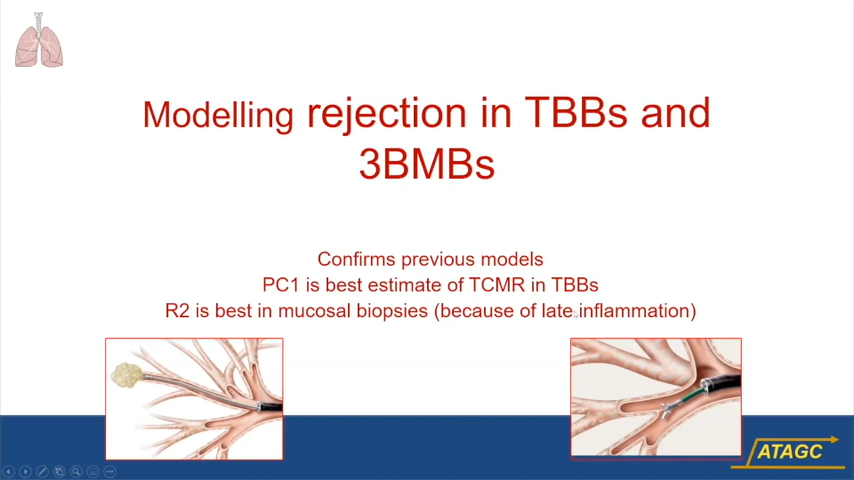 Modelling rejection in TBBs and
3BMBs
Confirms previous models
PC1 is best estimate of TCMR in TBBs
R2 is best in mucosal biopsies (because of late inflammation)
ATAGC